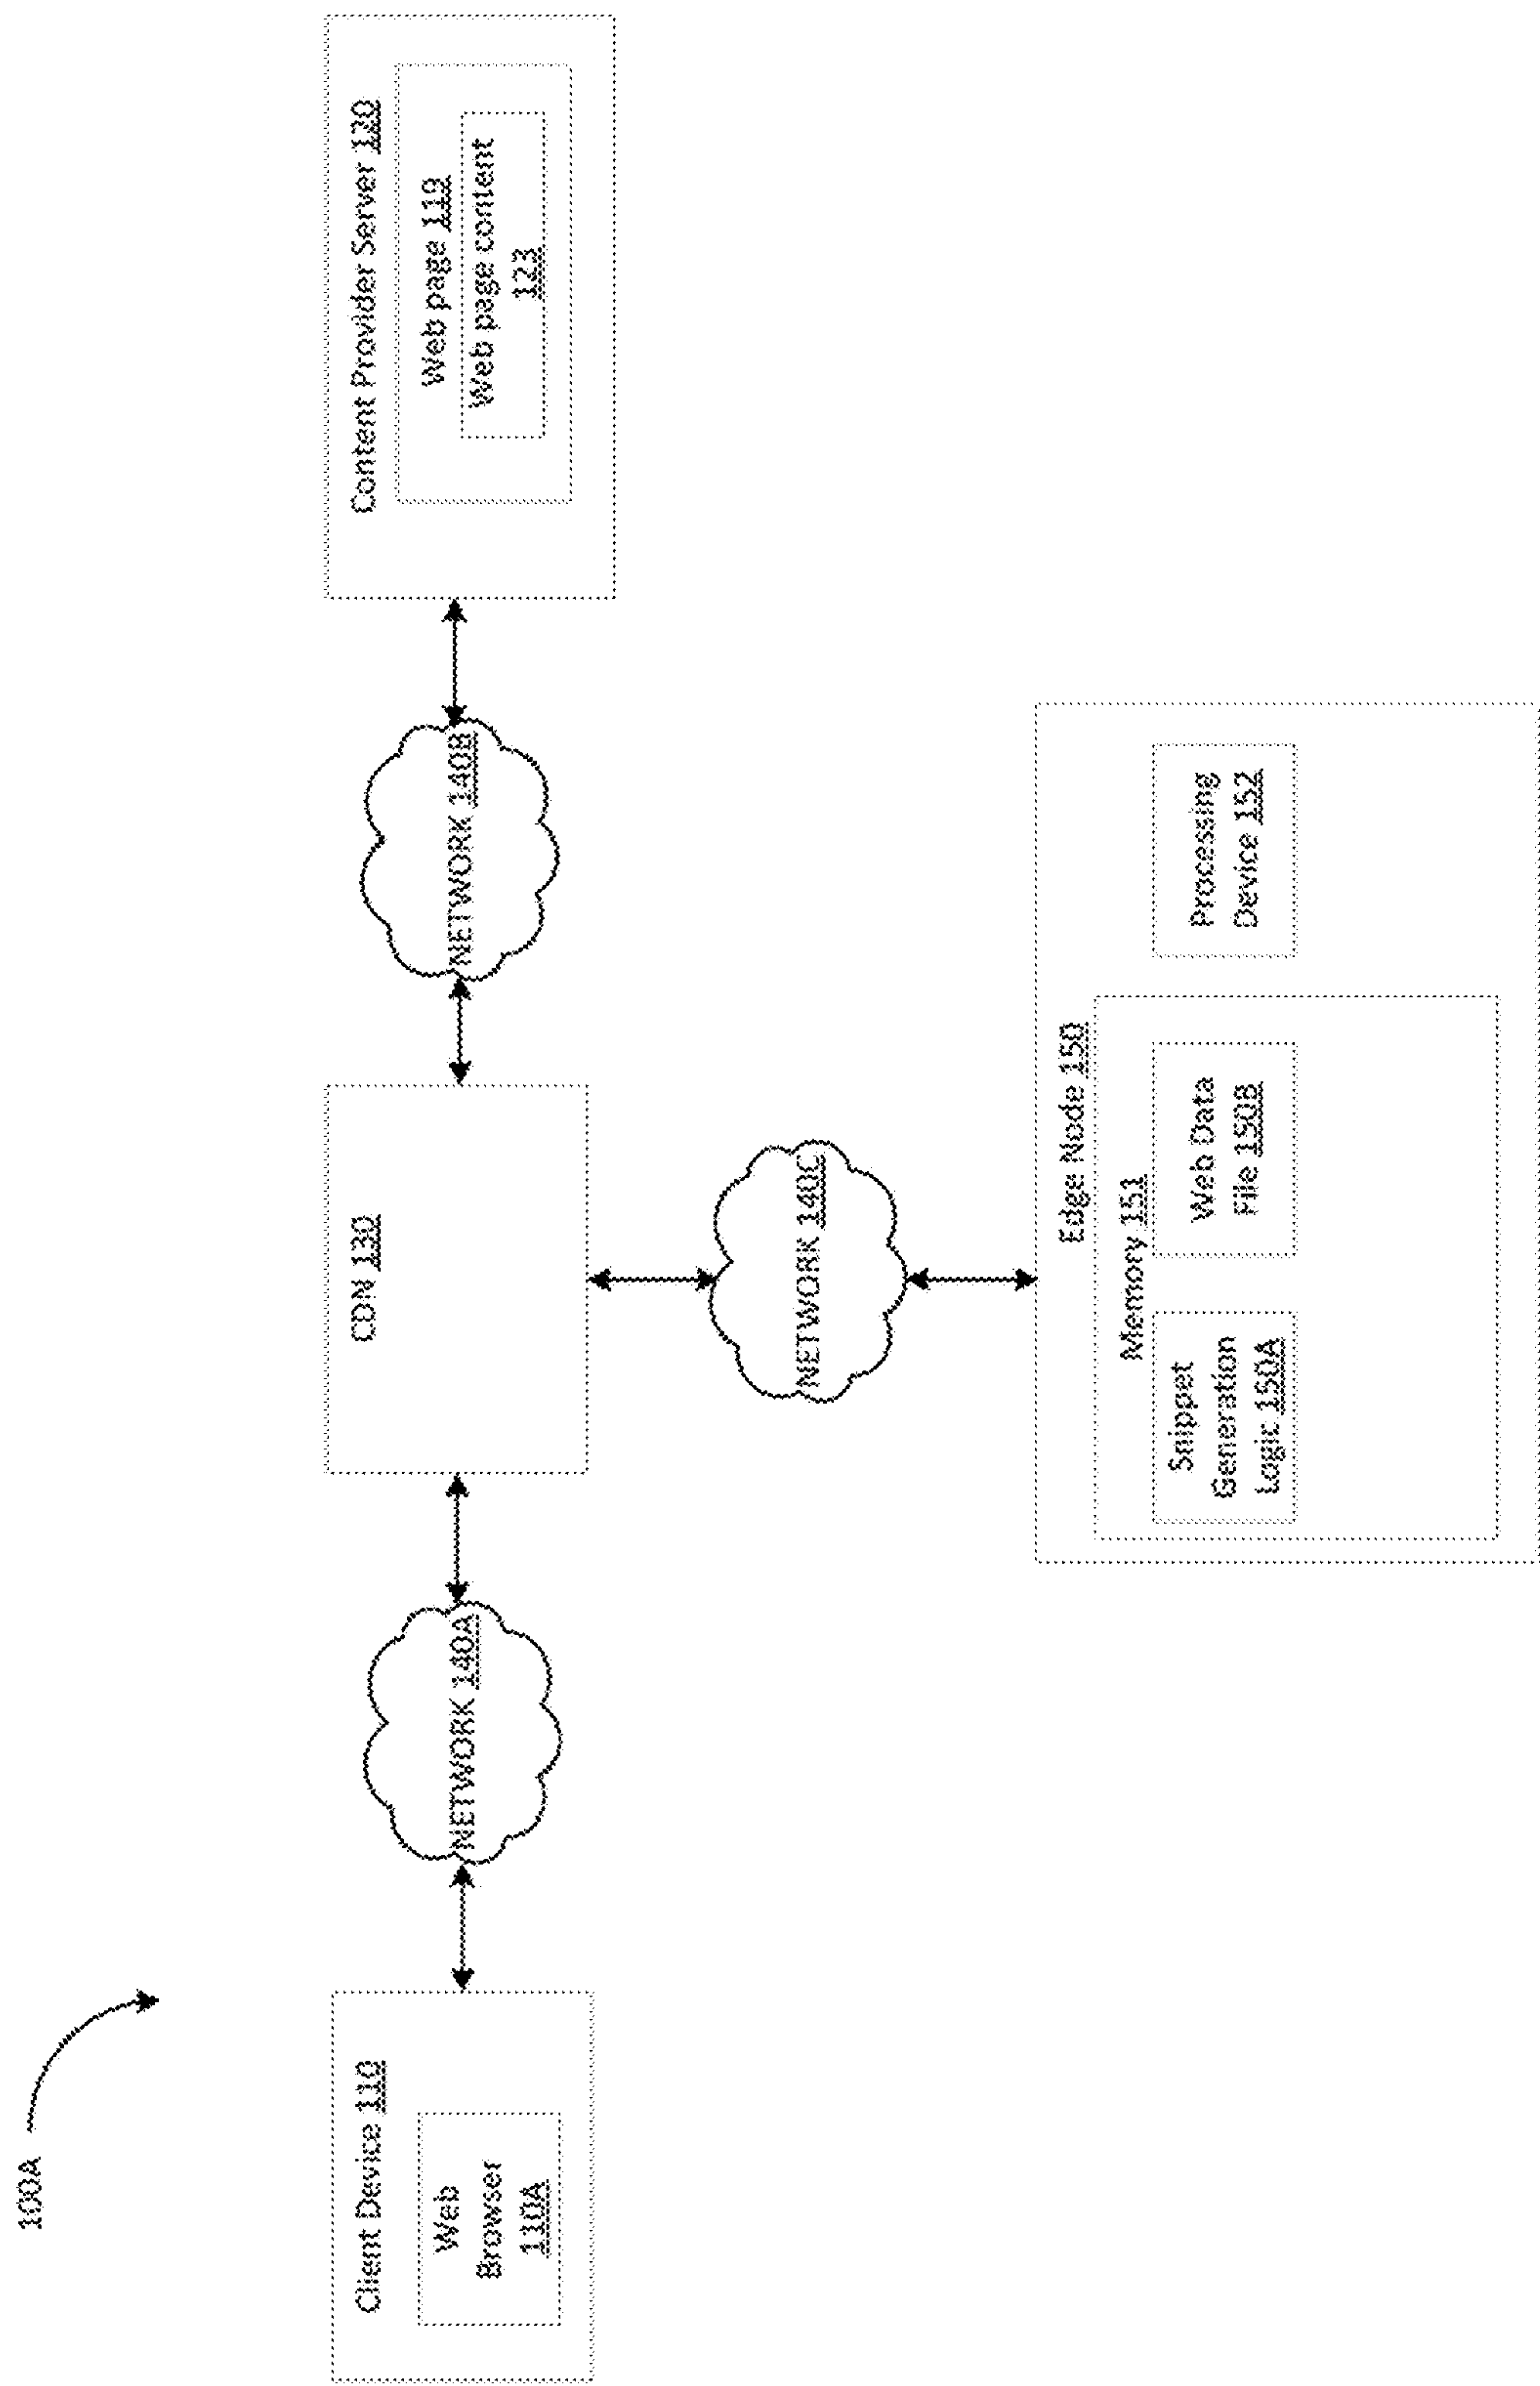 100A
Client Device 110
Web
Browser
110A
NETWORK 140A
CDN 130
NETWORK 140B
Content Provider Server 120
Web page 119
Web page content
123
NETWORK 140C
Edge Node 150
Memory 151
Snippet
Generation
Logic 150A
Web Data
File 150B
Processing
Device 152